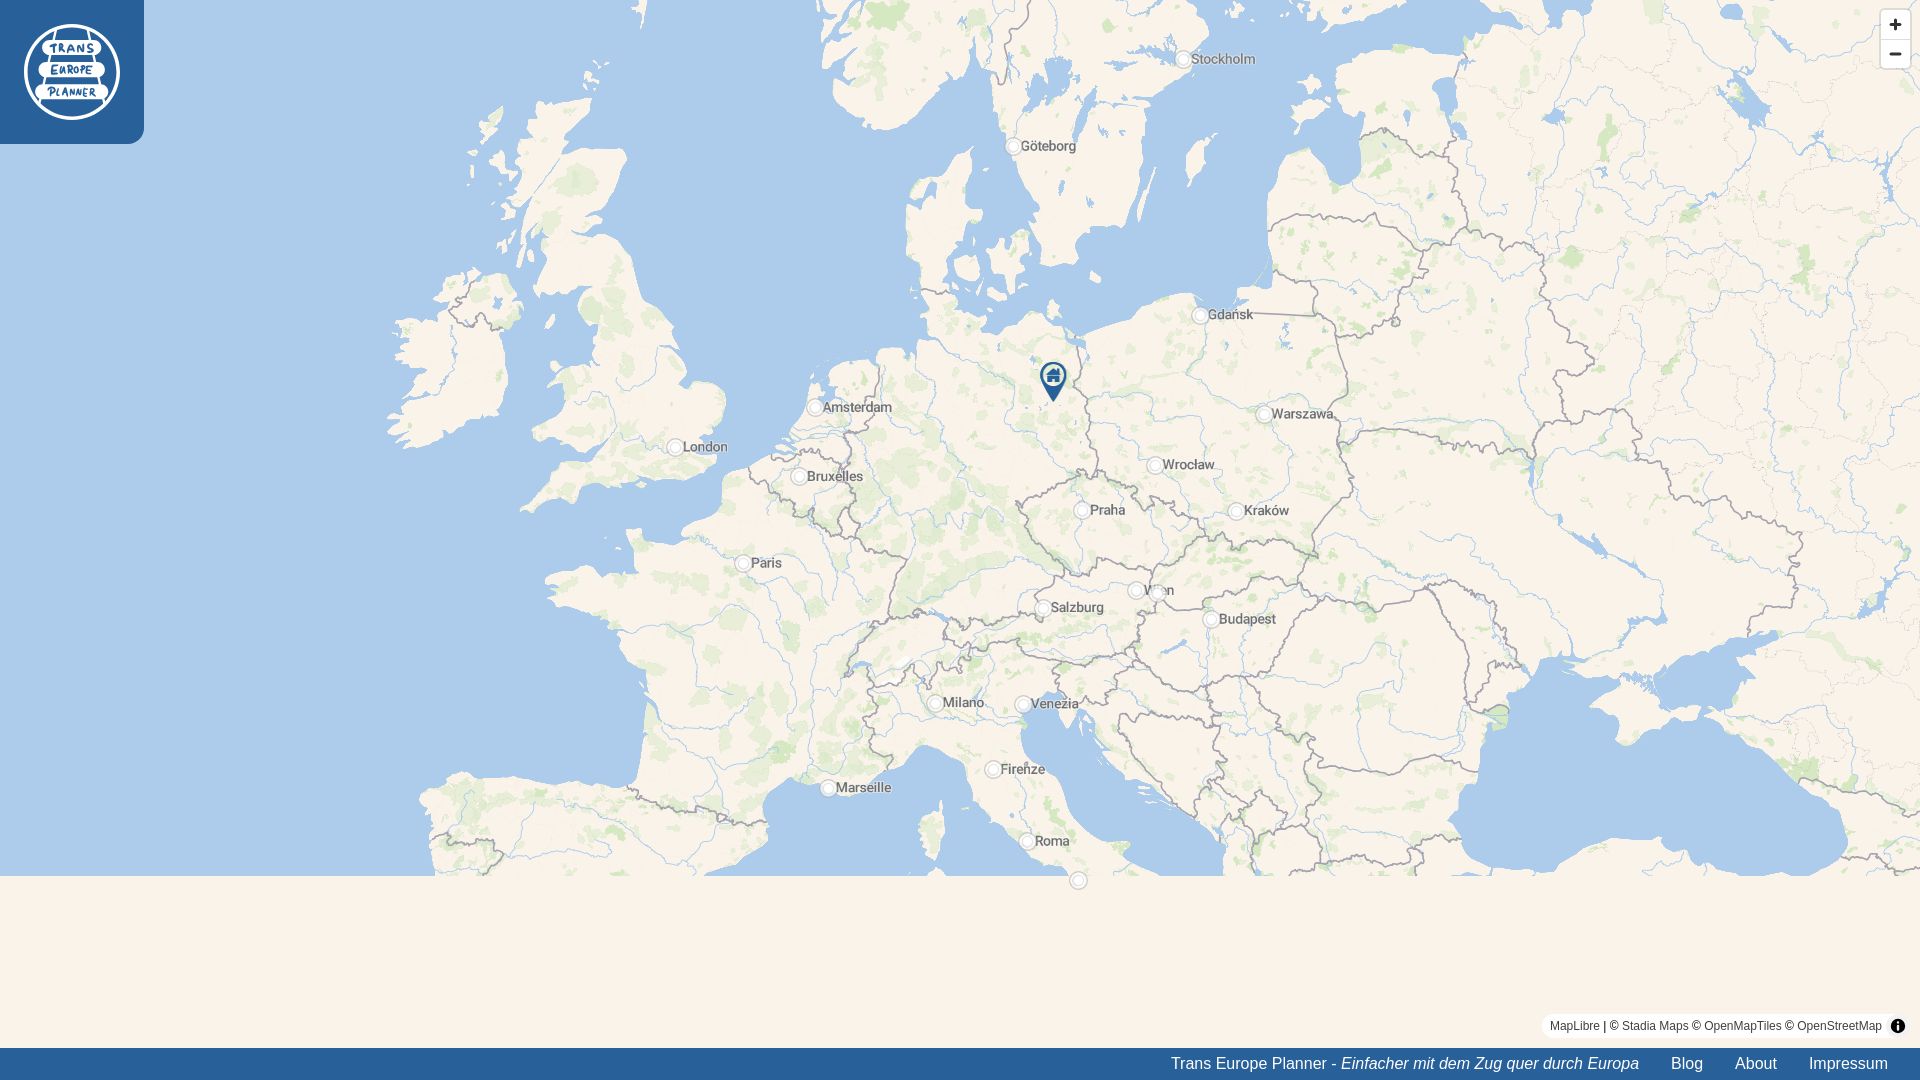 TRANS
EUROPE
PLANNER
Stockholm
Göteborg
Gdańsk
Amsterdam
Warszawa
London
Wrocław
Bruxelles
Praha
Kraków
Paris
Wien
Salzburg
Budapest
Milano
Venezia
Firenze
Marseille
Roma
MapLibre | © Stadia Maps © OpenMapTiles © OpenStreetMap
Trans Europe Planner - Einfacher mit dem Zug quer durch Europa Blog About Impressum